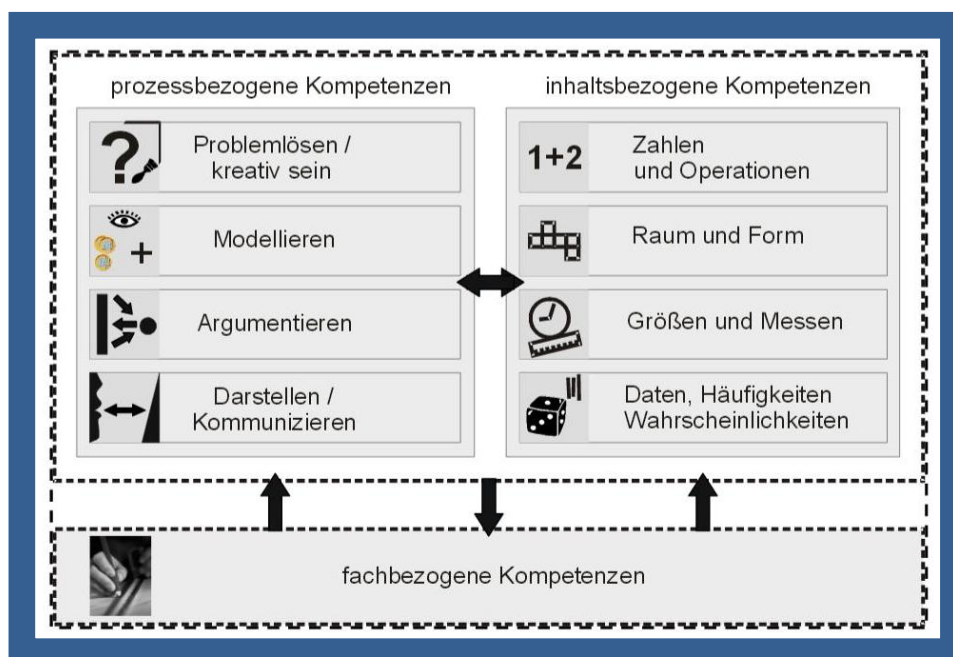 prozessbezogene Kompetenzen
Problemlösen /
kreativ sein
Modellieren
Argumentieren
Darstellen /
Kommunizieren
inhaltsbezogene Kompetenzen
1+2
Zahlen
und Operationen
Raum und Form
Größen und Messen
Daten, Häufigkeiten
Wahrscheinlichkeiten
fachbezogene Kompetenzen